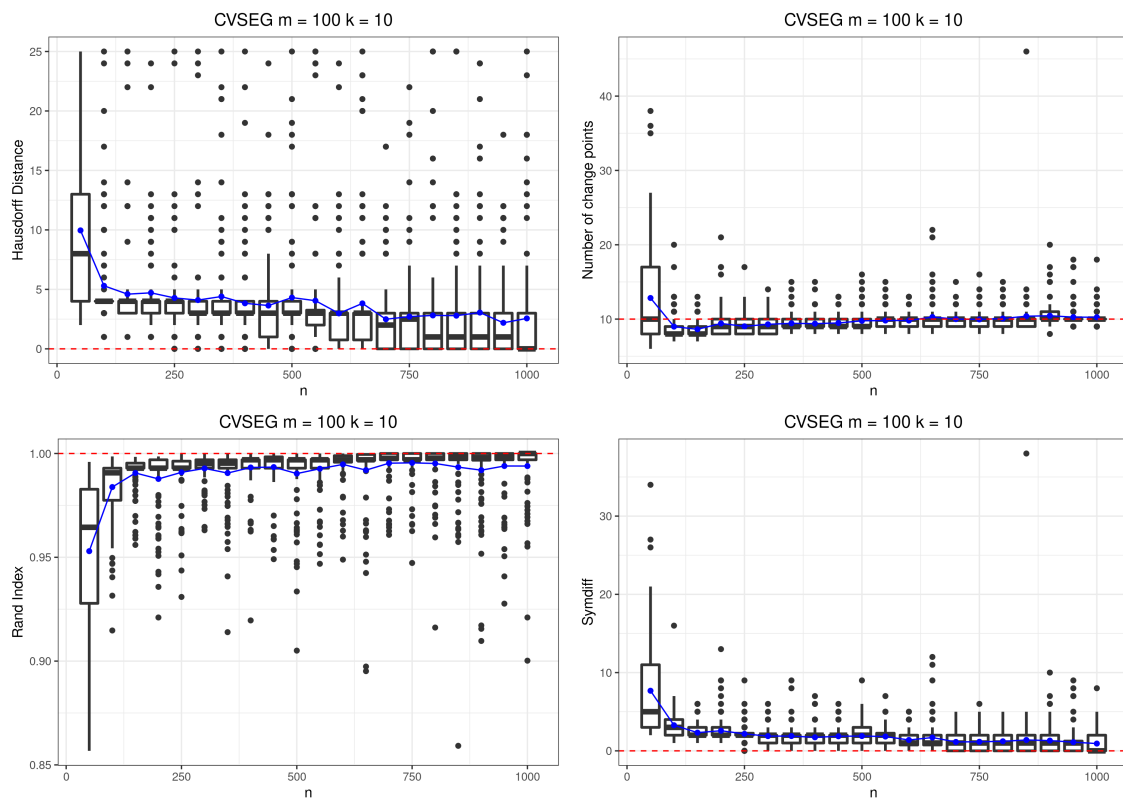 CVSEG m = 100 k = 10
Hausdorff Distance
25
20
15
10
5
0
0 250 500 750 1000
n
CVSEG m = 100 k = 10
Number of change points
40
30
20
10
0 250 500 750 1000
n
CVSEG m = 100 k = 10
Rand Index
1.00
0.95
0.90
0.85
0 250 500 750 1000
n
CVSEG m = 100 k = 10
Symdiff
30
20
10
0
0 250 500 750 1000
n